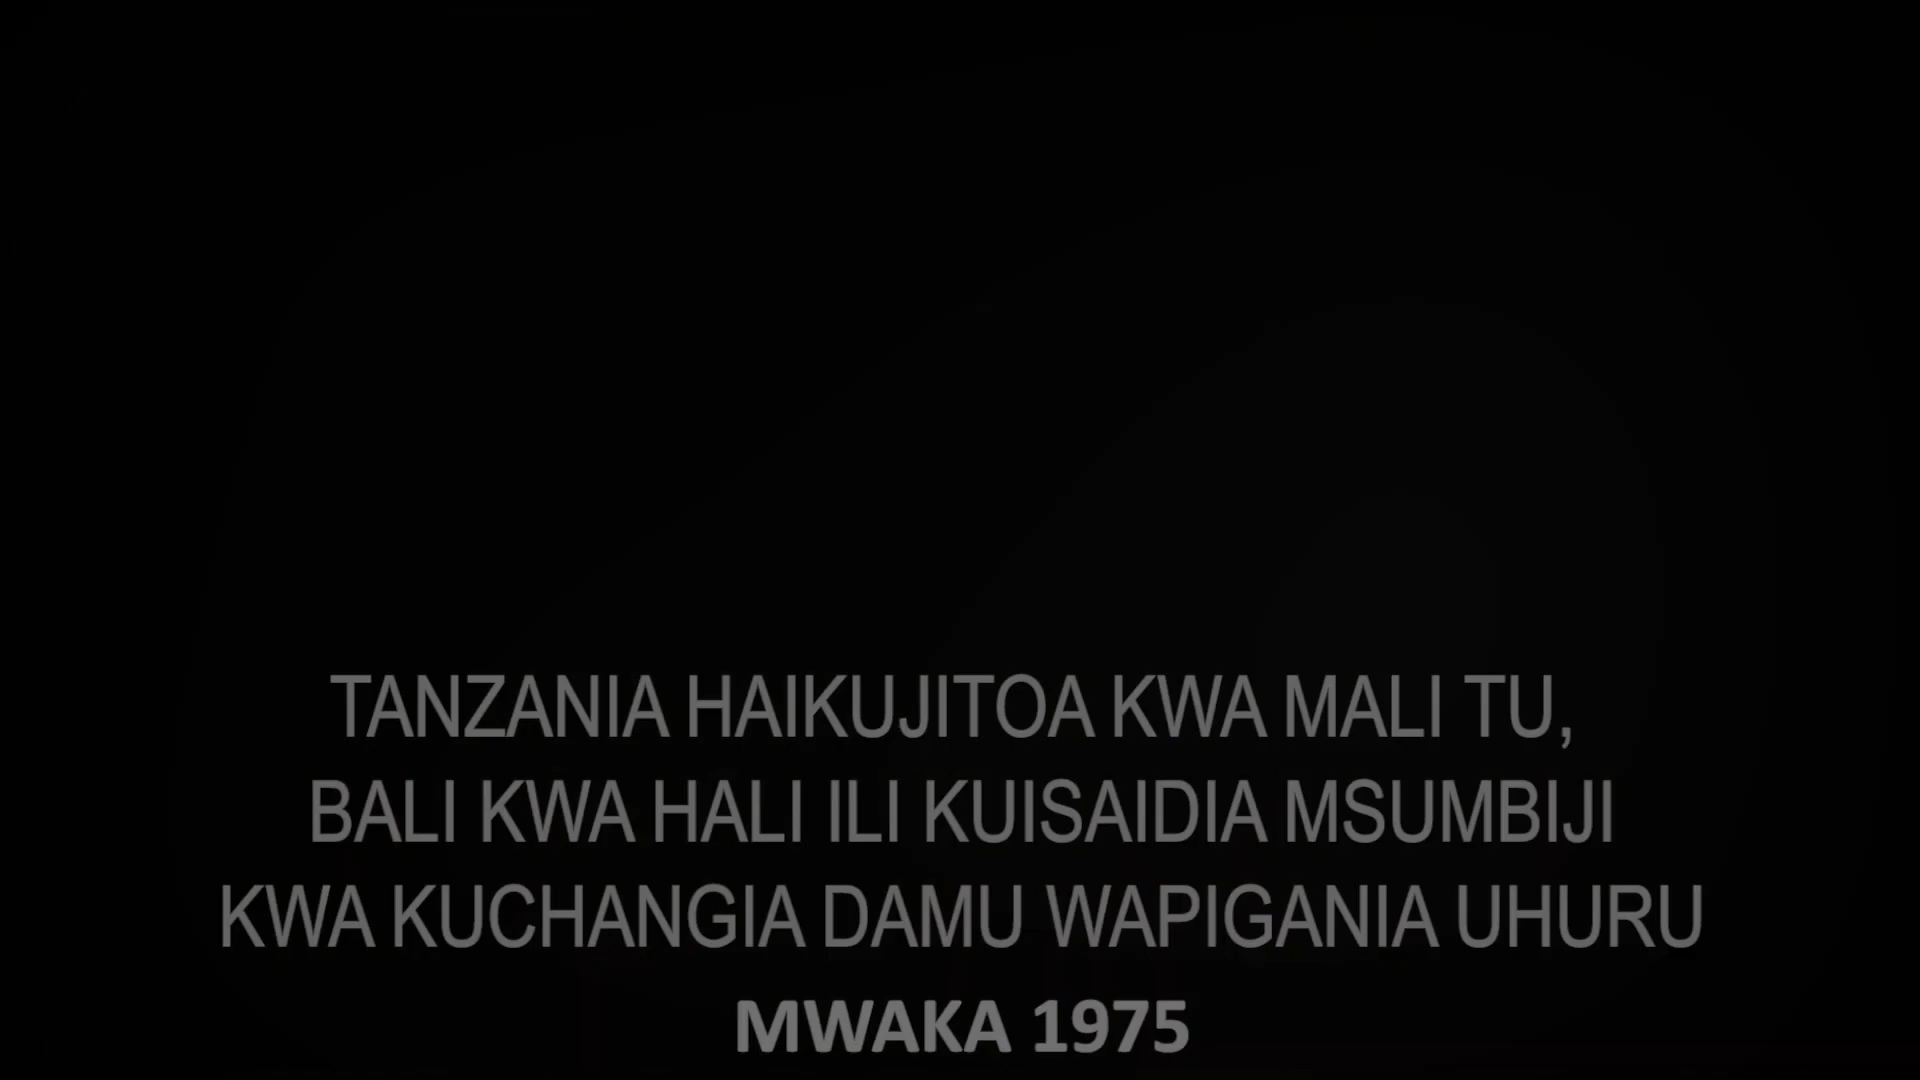 TANZANIA HAIKUJITOA KWA MALI TU,
BALI KWA HALI ILI KUISAIDIA MSUMBIJI
KWA KUCHANGIA DAMU WAPIGANIA UHURU
MWAKA 1975